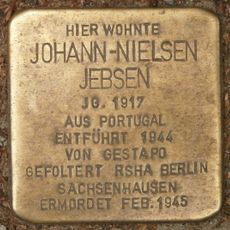 HIER WOHNTE
JOHANN-NIELSEN
JEBSEN
JG. 1917
AUS PORTUGAL
ENTFÜHRT 1944
VON GESTAPO
GEFOLTERT RSHA BERLIN
SACHSENHAUSEN
ERMORDET FEB. 1945